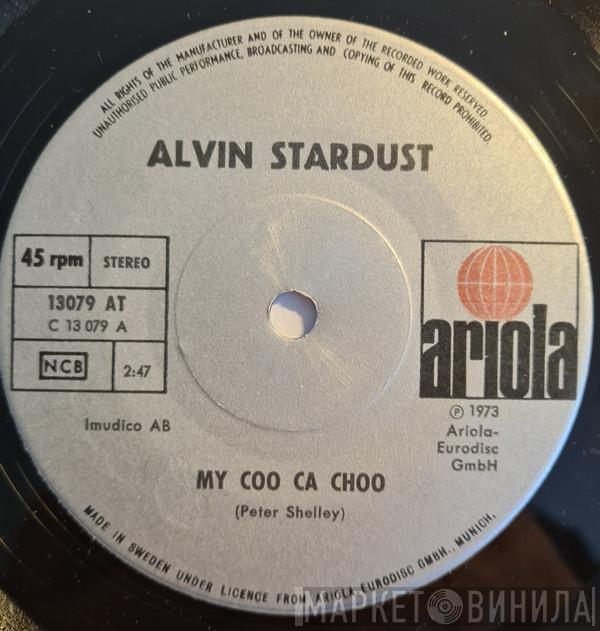 ALL RIGHTS OF THE MANUFACTURER AND OF THE OWNER OF THE RECORDED WORK RESERVED.
UNAUTHORISED PUBLIC PERFORMANCE, BROADCASTING AND COPYING OF THIS RECORD PROHIBITED.
ALVIN STARDUST
45 rpm
STEREO
13079 AT
C 13 079 A
NCB
2:47
Imudico AB
ariola
℗ 1973
Ariola-
Eurodisc
GmbH
MY COO CA CHOO
(Peter Shelley)
MADE IN SWEDEN UNDER LICENCE FROM ARIOLA-EURODISC GMBH., MUNICH.
МАРКЕТ ВИНИЛА